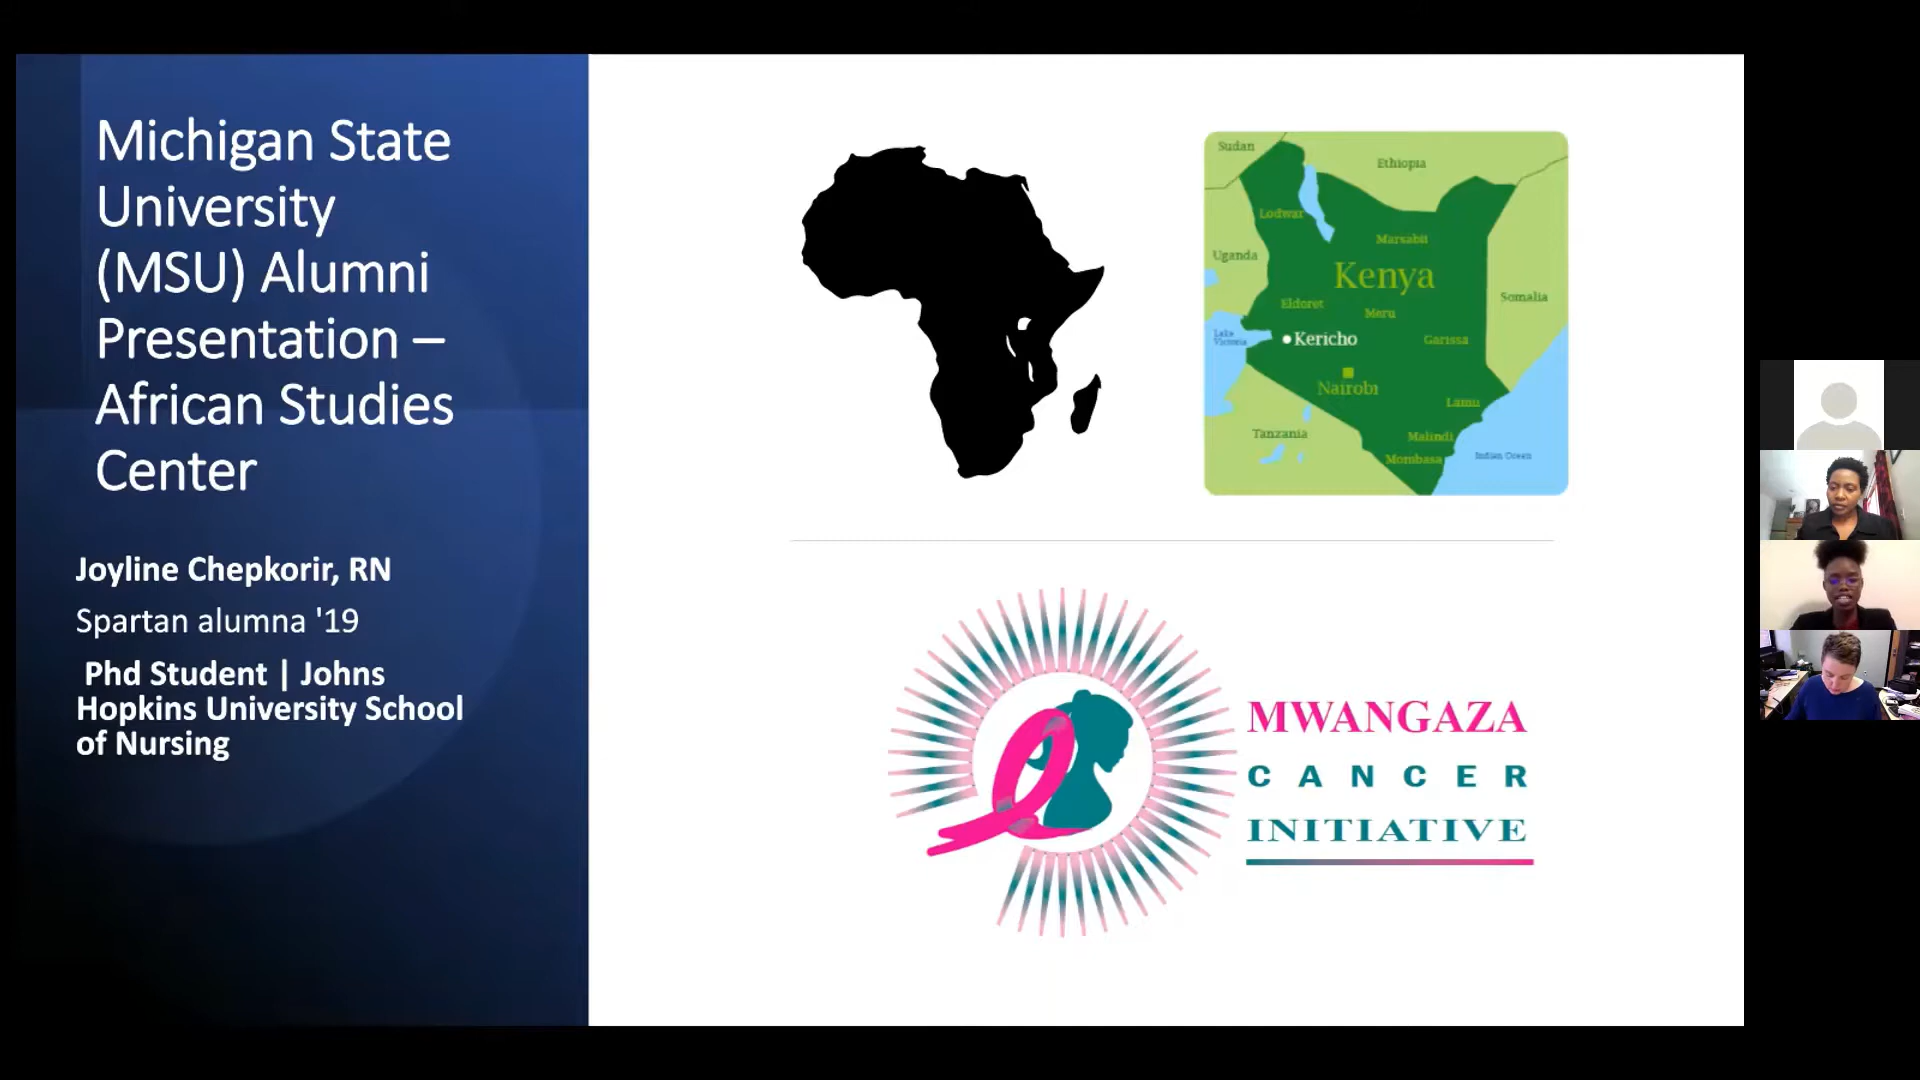 Michigan State
University
(MSU) Alumni
Presentation –
African Studies
Center
Joyline Chepkorir, RN
Spartan alumna '19
Phd Student | Johns
Hopkins University School
of Nursing
Sudan
Ethiopia
Lodwar
Marsabit
Uganda
Kenya
Somalia
Eldoret
Meru
Lake
Victoria
Kericho
Garissa
Nairobi
Lamu
Tanzania
Malindi
Mombasa
Indian Ocean
MWANGAZA
CANCER
INITIATIVE